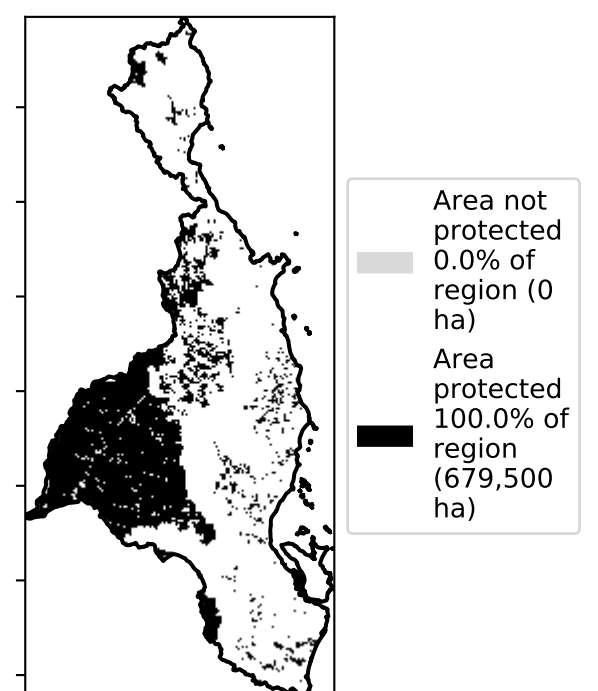 Area not
protected
0.0% of
region (0
ha)
Area
protected
100.0% of
region
(679,500
ha)